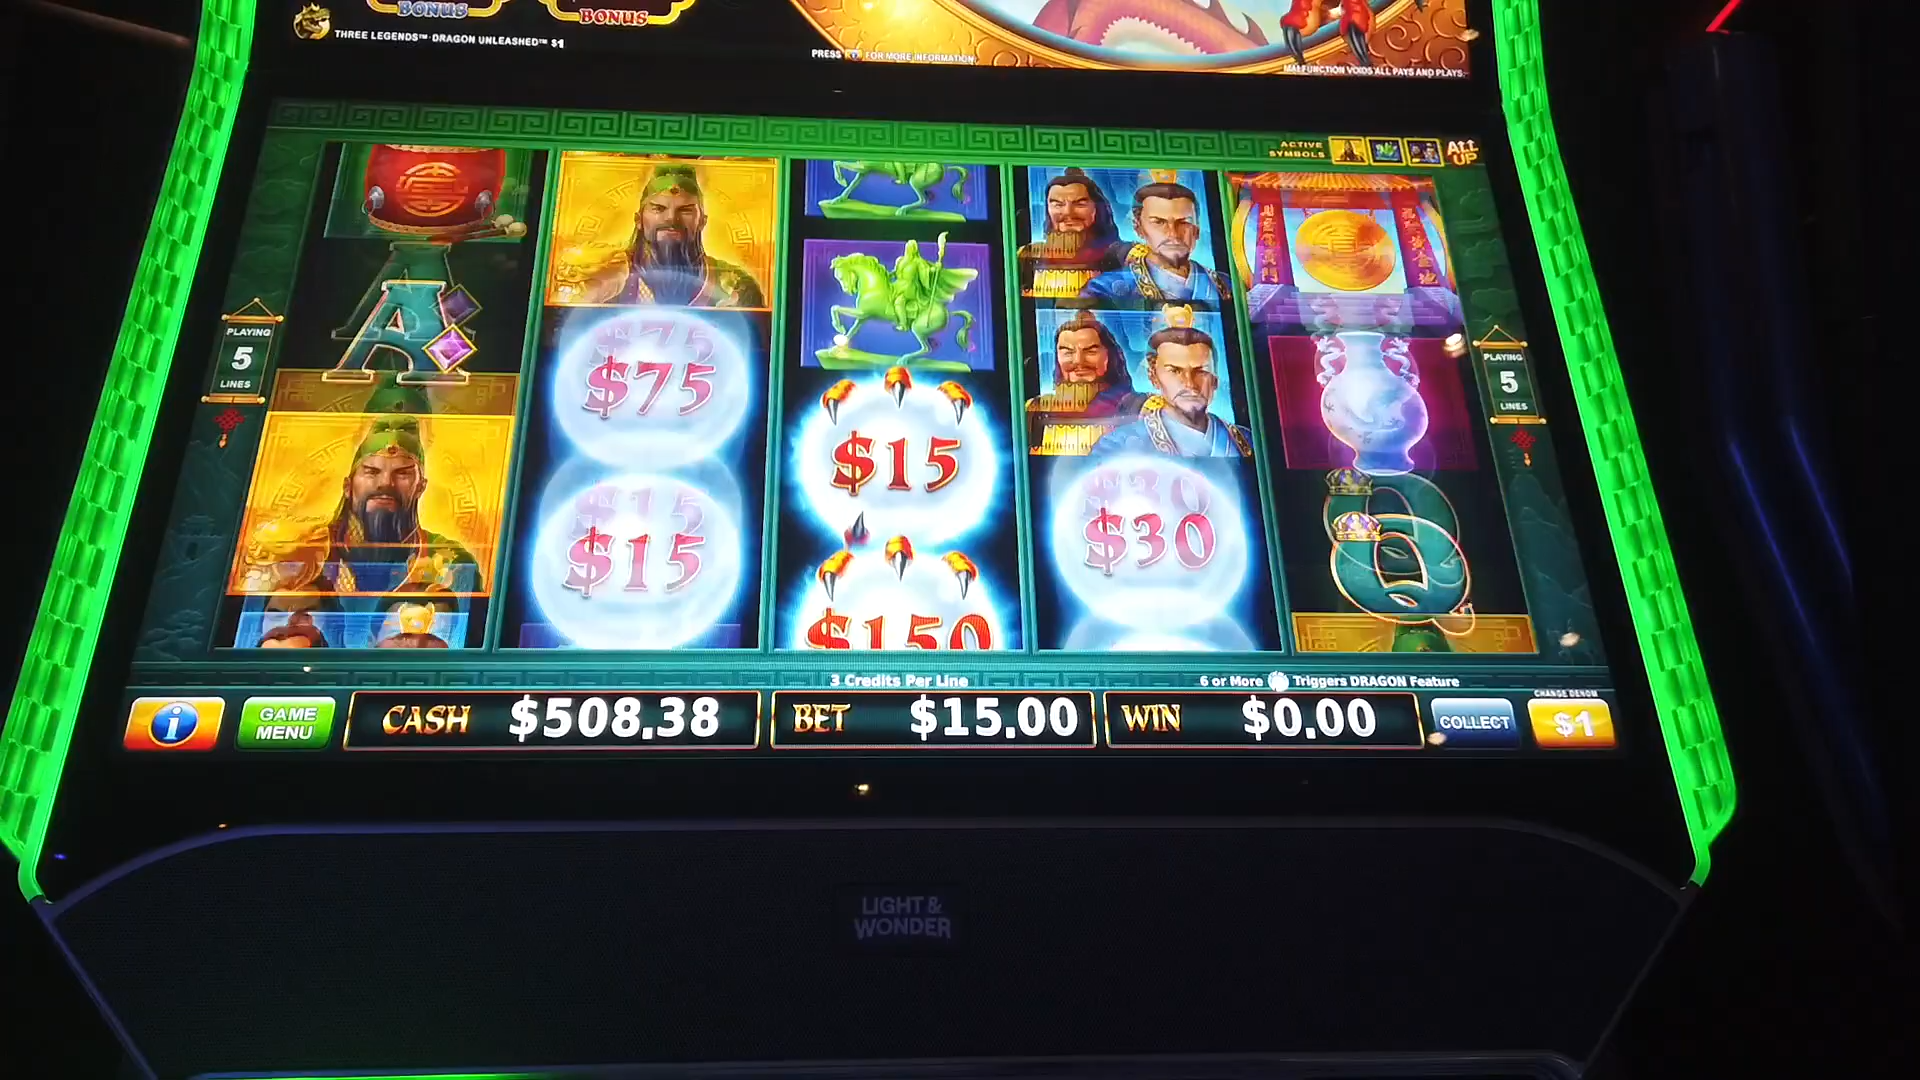 BONUS
BONUS
THREE LEGENDS™ DRAGON UNLEASHED™ $1
PRESS i FOR MORE INFORMATION.
MALFUNCTION VOIDS ALL PAYS AND PLAYS.
ACTIVE
SYMBOLS
ALL
UP
PLAYING
5
LINES
A
$75
$15
$15
$150
$30
Q
PLAYING
5
LINES
3 Credits Per Line
6 or More Triggers DRAGON Feature
i
GAME
MENU
CASH $508.38
BET $15.00
WIN $0.00
COLLECT
CHANGE DENOM
$1
LIGHT &
WONDER